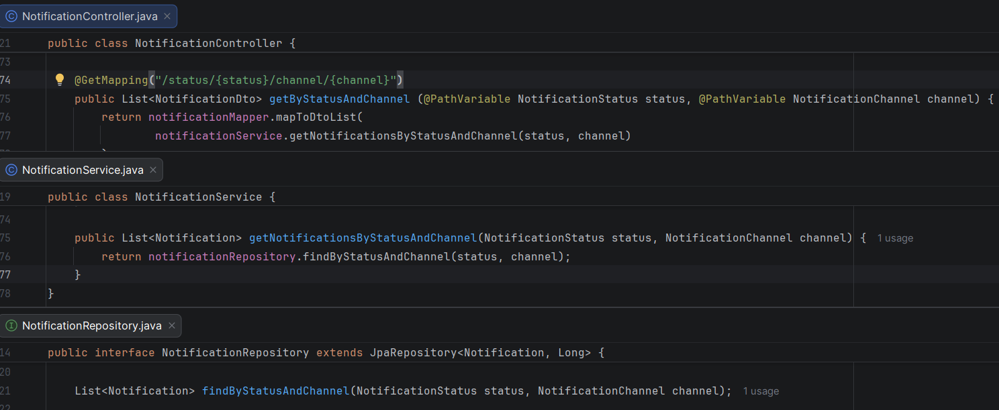 NotificationController.java
21 public class NotificationController {
73
74 @GetMapping("/status/{status}/channel/{channel}")
75 public List<NotificationDto> getByStatusAndChannel (@PathVariable NotificationStatus status, @PathVariable NotificationChannel channel) {
76 return notificationMapper.mapToDtoList(
77 notificationService.getNotificationsByStatusAndChannel(status, channel)
NotificationService.java
19 public class NotificationService {
74
75 public List<Notification> getNotificationsByStatusAndChannel(NotificationStatus status, NotificationChannel channel) { 1 usage
76 return notificationRepository.findByStatusAndChannel(status, channel);
77 }
78 }
NotificationRepository.java
14 public interface NotificationRepository extends JpaRepository<Notification, Long> {
20
21 List<Notification> findByStatusAndChannel(NotificationStatus status, NotificationChannel channel); 1 usage
22